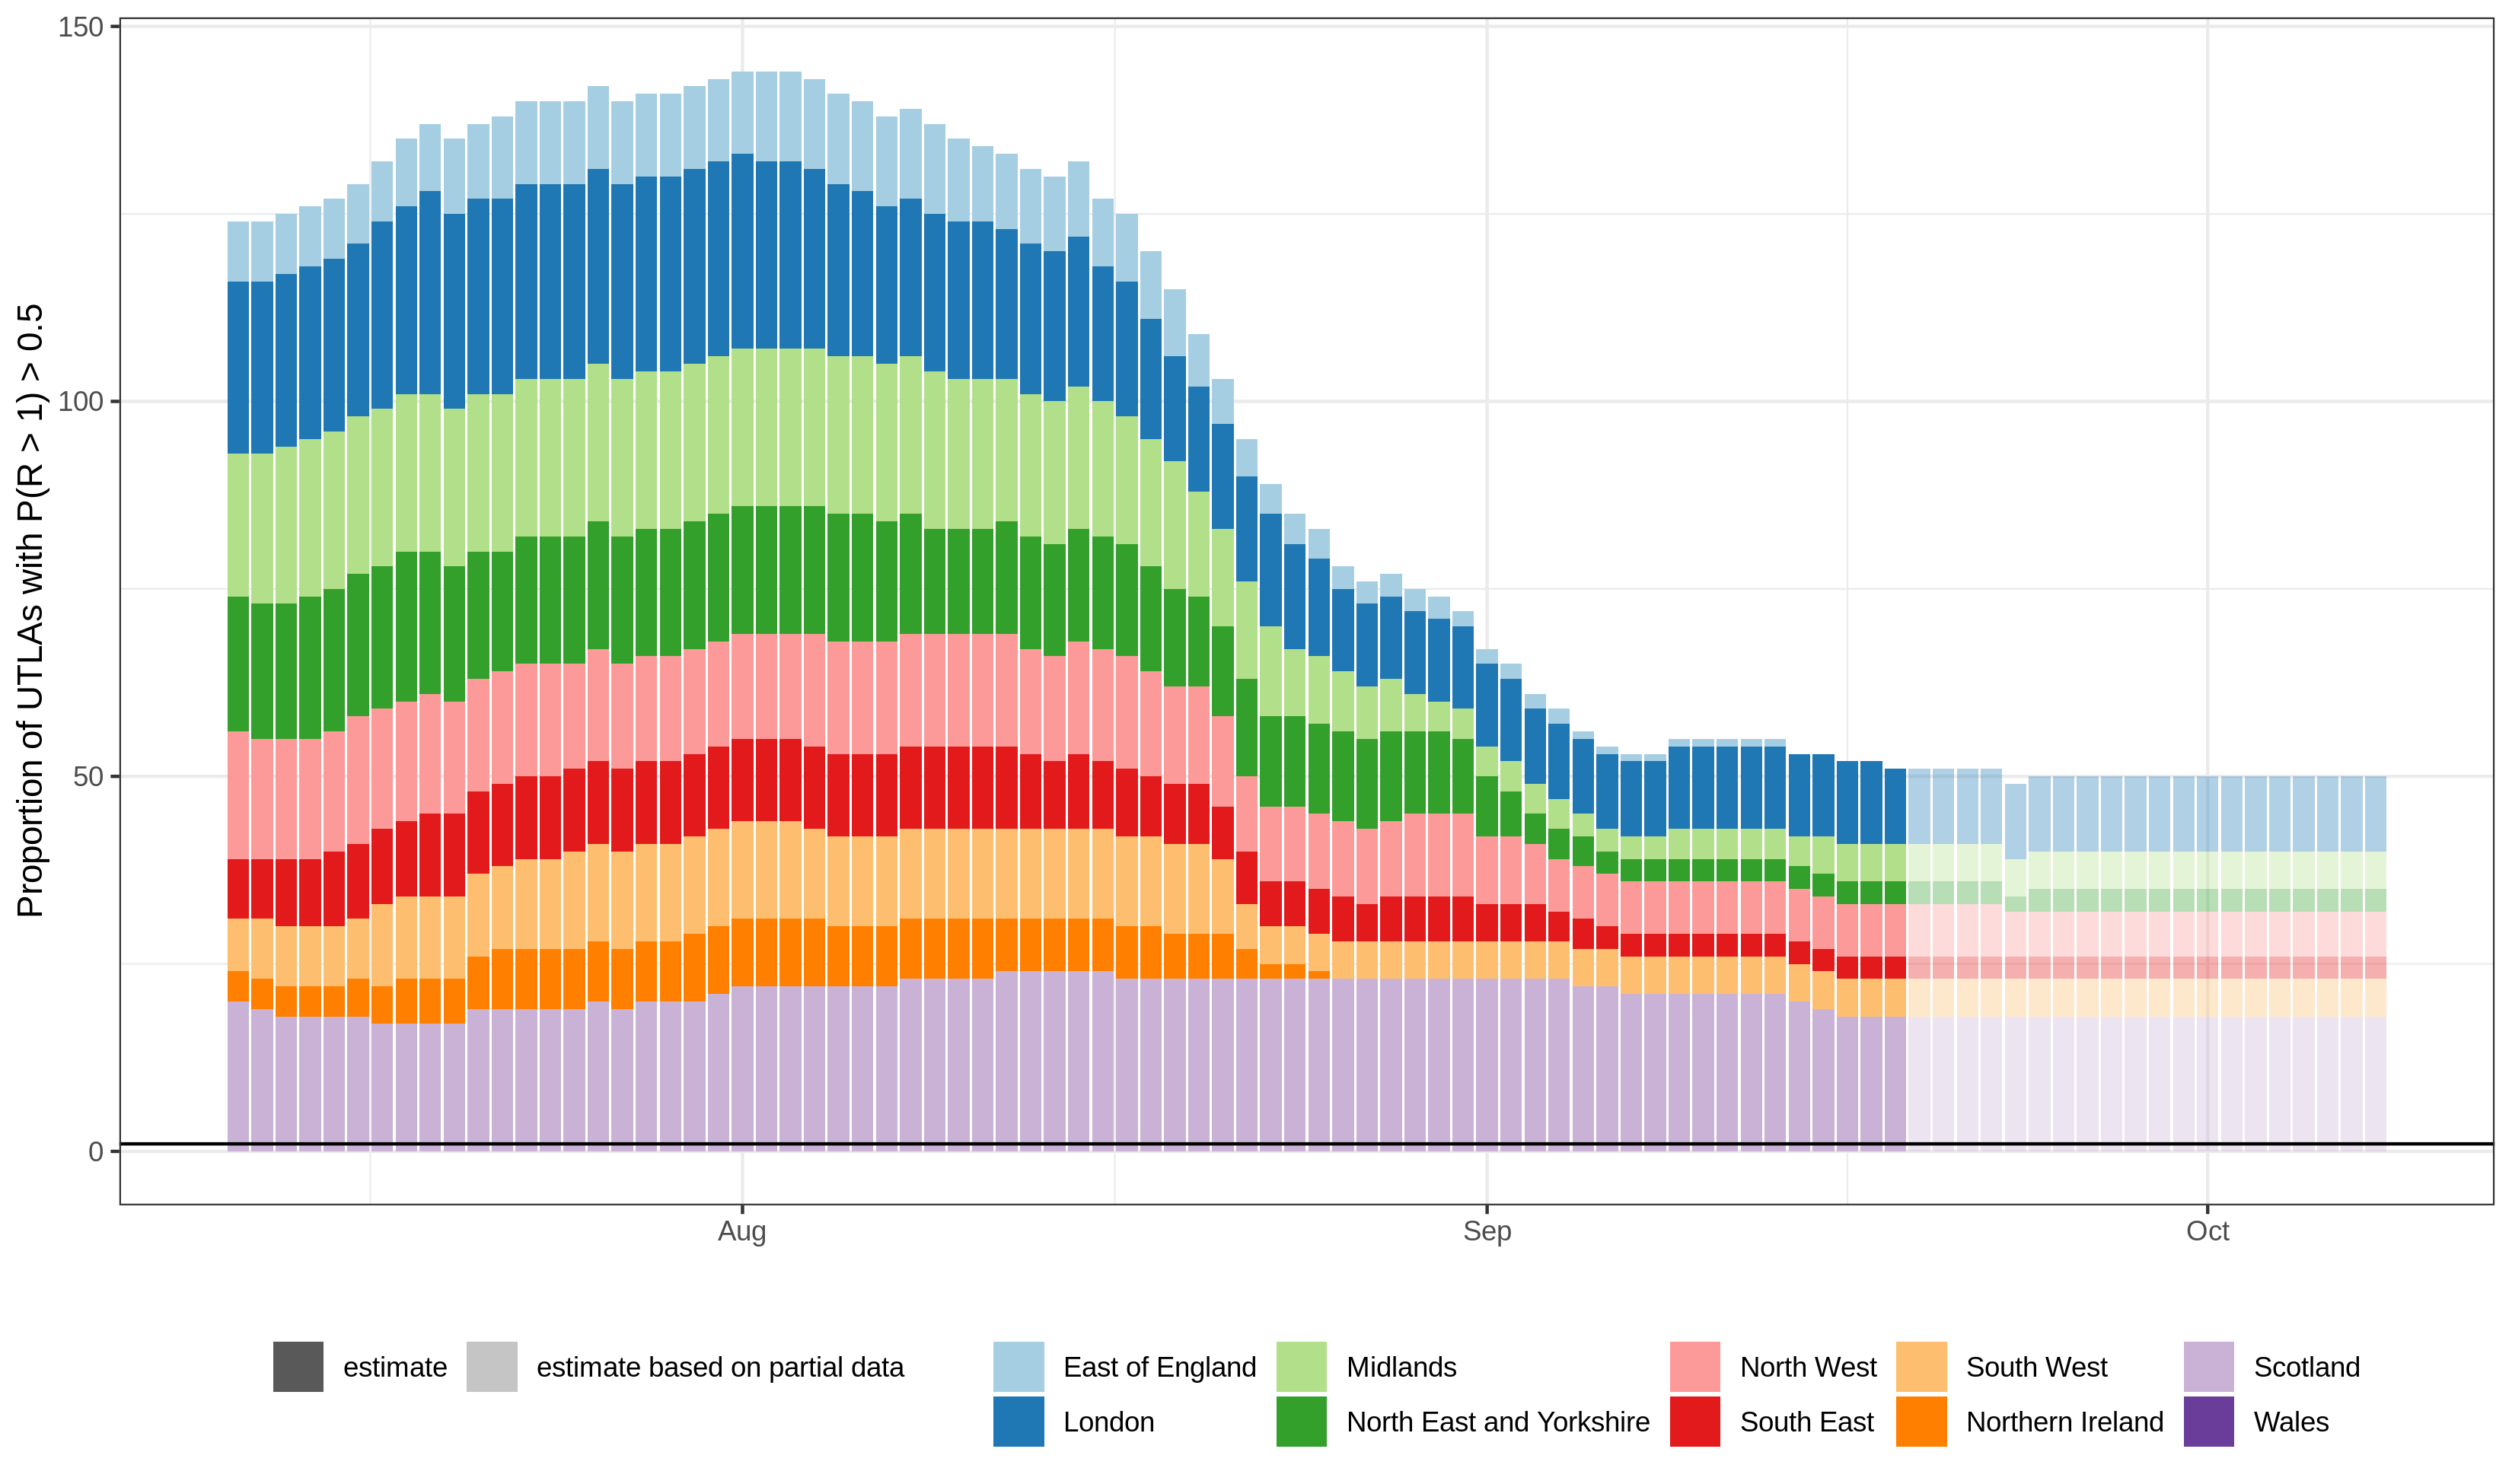 Proportion of UTLAs with P(R > 1) > 0.5
150
100
50
0
Aug Sep Oct
estimate estimate based on partial data East of England Midlands North West South West Scotland
London North East and Yorkshire South East Northern Ireland Wales